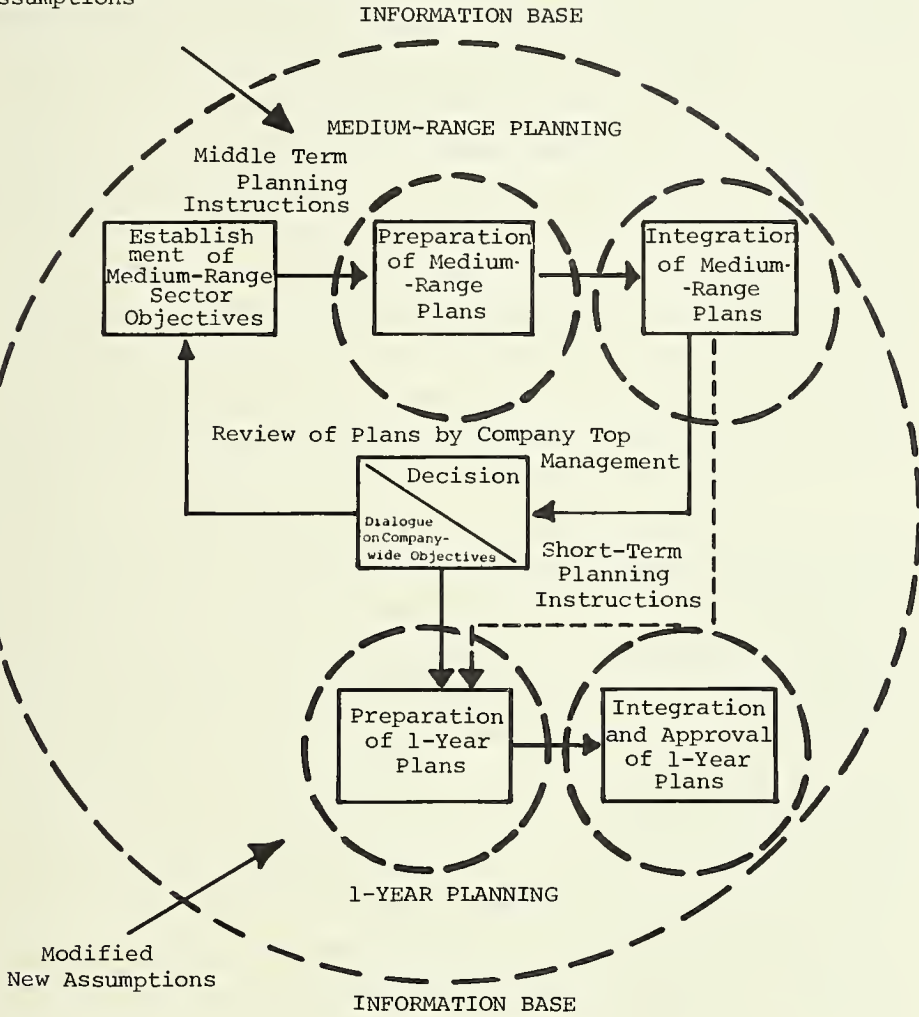 INFORMATION BASE
MEDIUM-RANGE PLANNING
Middle Term
Planning
Instructions
Establish
ment of
Medium-Range
Sector
Objectives
Preparation
of Medium-
-Range
Plans
Integration
of Medium-
-Range
Plans
Review of Plans by Company Top
Management
Decision
Dialogue
on Company-
wide Objectives
Short-Term
Planning
Instructions
Preparation
of 1-Year
Plans
Integration
and Approval
of 1-Year
Plans
1-YEAR PLANNING
Modified
New Assumptions
INFORMATION BASE